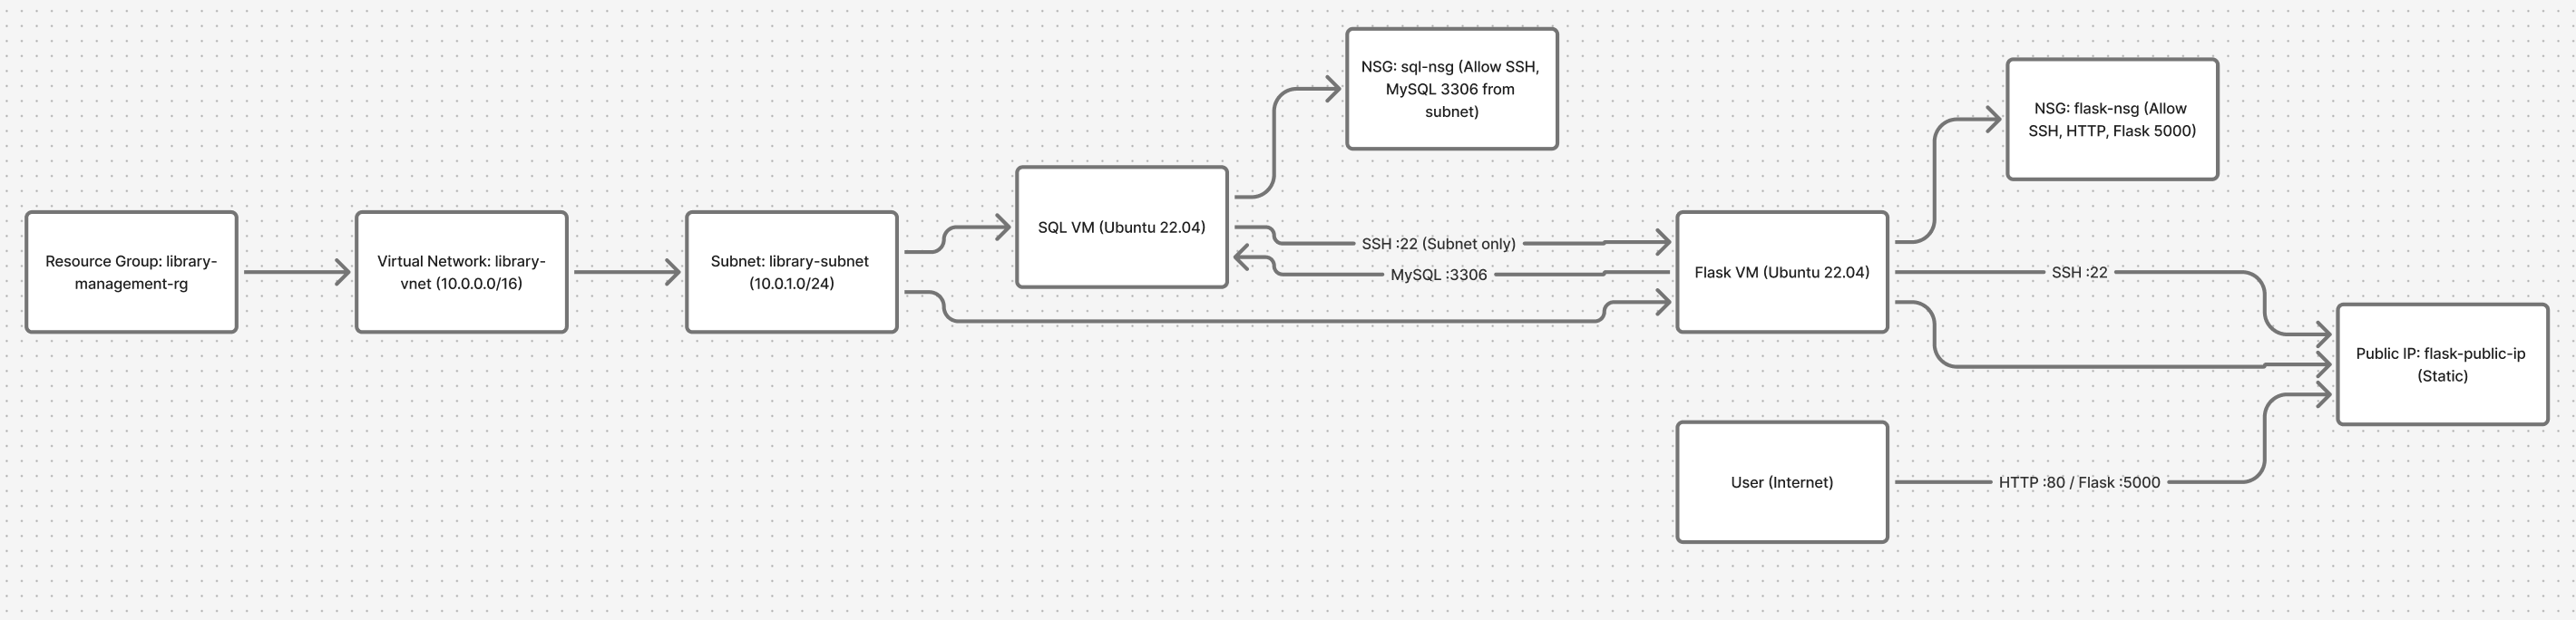 Resource Group: library-
management-rg
Virtual Network: library-
vnet (10.0.0.0/16)
Subnet: library-subnet
(10.0.1.0/24)
SQL VM (Ubuntu 22.04)
NSG: sql-nsg (Allow SSH,
MySQL 3306 from
subnet)
SSH :22 (Subnet only)
MySQL :3306
Flask VM (Ubuntu 22.04)
NSG: flask-nsg (Allow
SSH, HTTP, Flask 5000)
SSH :22
User (Internet)
HTTP :80 / Flask :5000
Public IP: flask-public-ip
(Static)